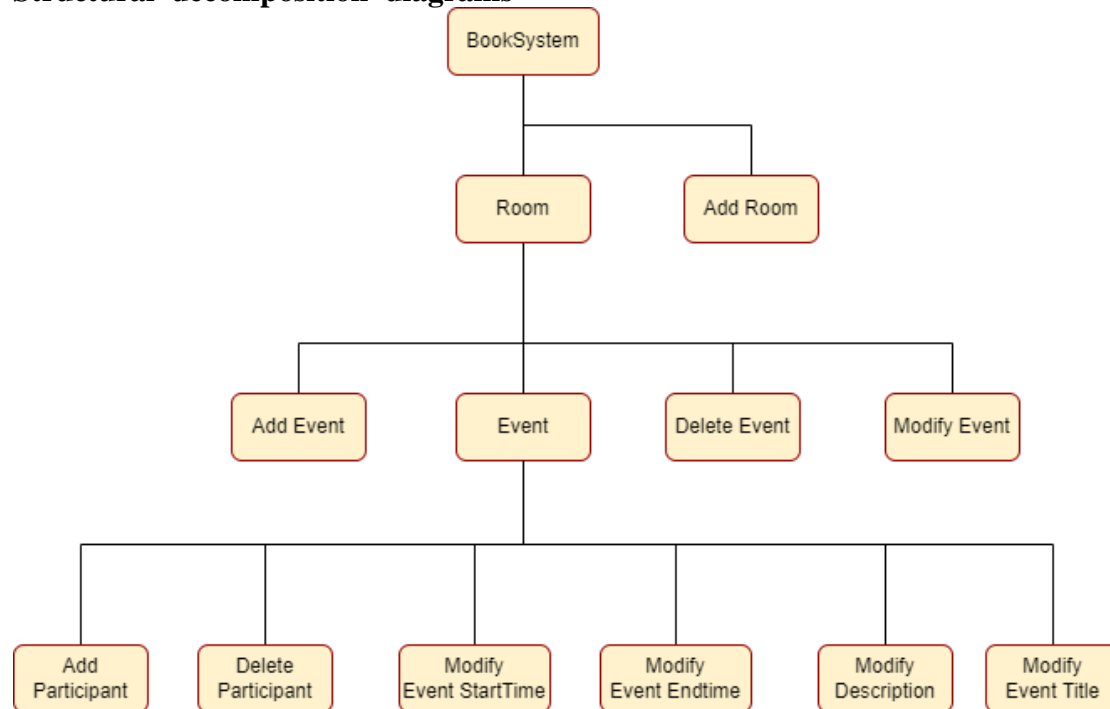 Structural decomposition diagrams
BookSystem
Room
Add Room
Add Event
Event
Delete Event
Modify Event
Add
Participant
Delete
Participant
Modify
Event StartTime
Modify
Event Endtime
Modify
Description
Modify
Event Title